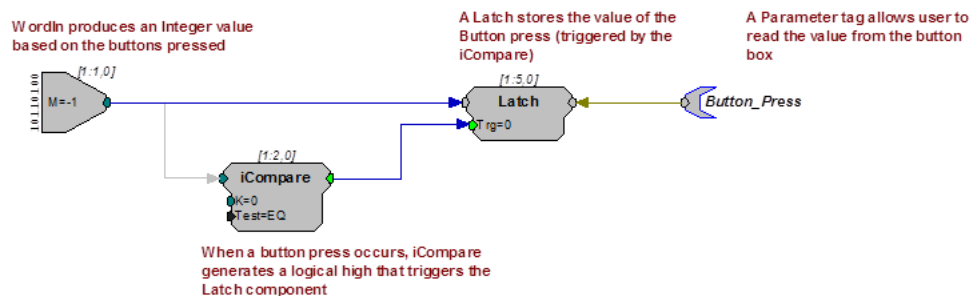 WordIn produces an Integer value
based on the buttons pressed
A Latch stores the value of the
Button press (triggered by the
iCompare)
A Parameter tag allows user to
read the value from the button
box
[1:1,0]
10110100
M=-1
[1:5,0]
Latch
Trg=0
Button_Press
[1:2,0]
iCompare
K=0
Test=EQ
When a button press occurs, iCompare
generates a logical high that triggers the
Latch component